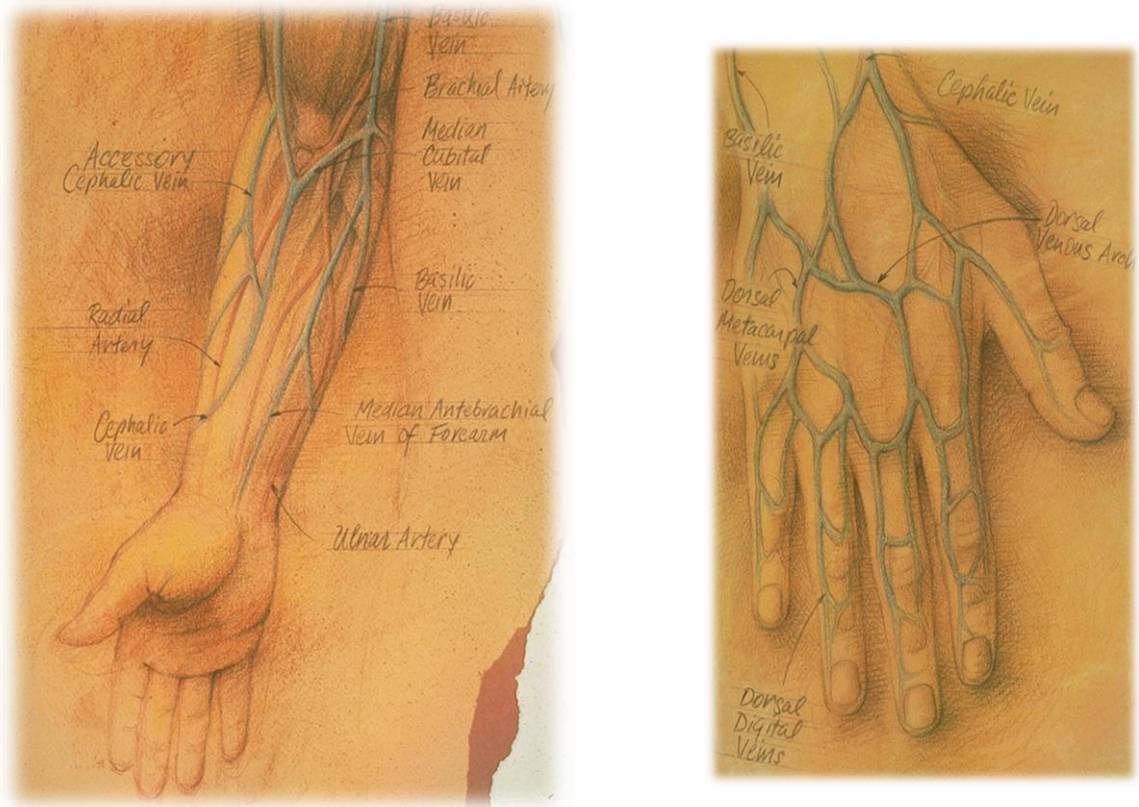 Basilic
Vein
Brachial Artery
Median
Cubital
Vein
Accessory
Cephalic Vein
Basilic
Vein
Radial
Artery
Cephalic
Vein
Median Antebrachial
Vein of Forearm
Ulnar Artery
Cephalic Vein
Basilic
Vein
Dorsal
Venous Arch
Dorsal
Metacarpal
Veins
Dorsal
Digital
Veins